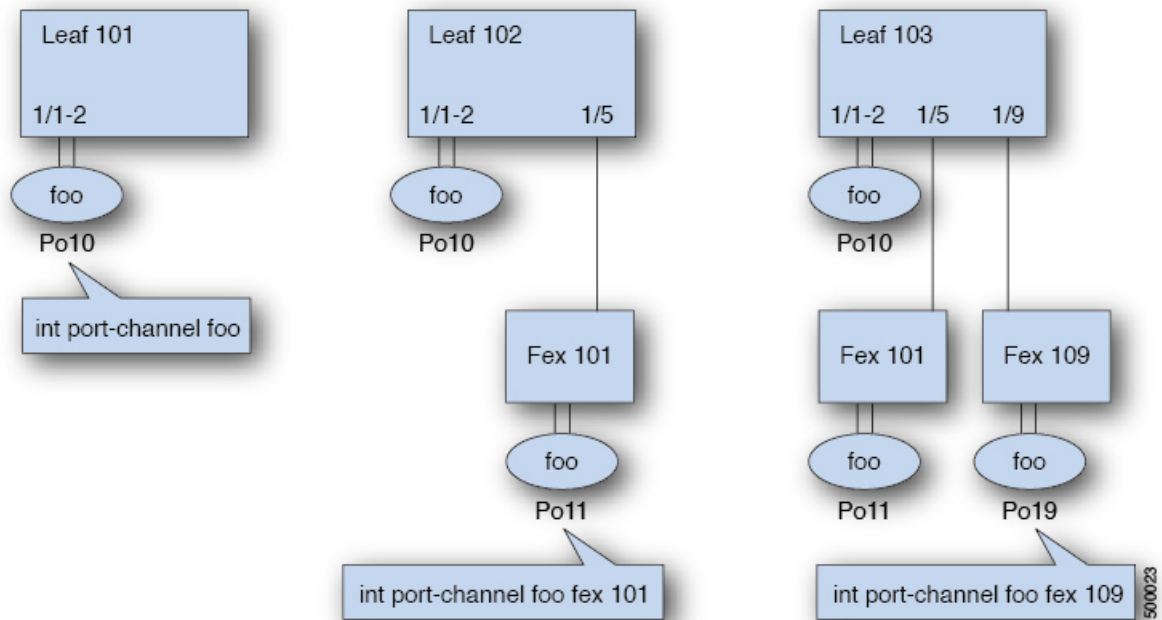 Leaf 101
1/1-2
foo
Po10
int port-channel foo
Leaf 102
1/1-2 1/5
foo
Po10
Fex 101
foo
Po11
int port-channel foo fex 101
Leaf 103
1/1-2 1/5 1/9
foo
Po10
Fex 101
Fex 109
foo
foo
Po11
Po19
int port-channel foo fex 109
500023